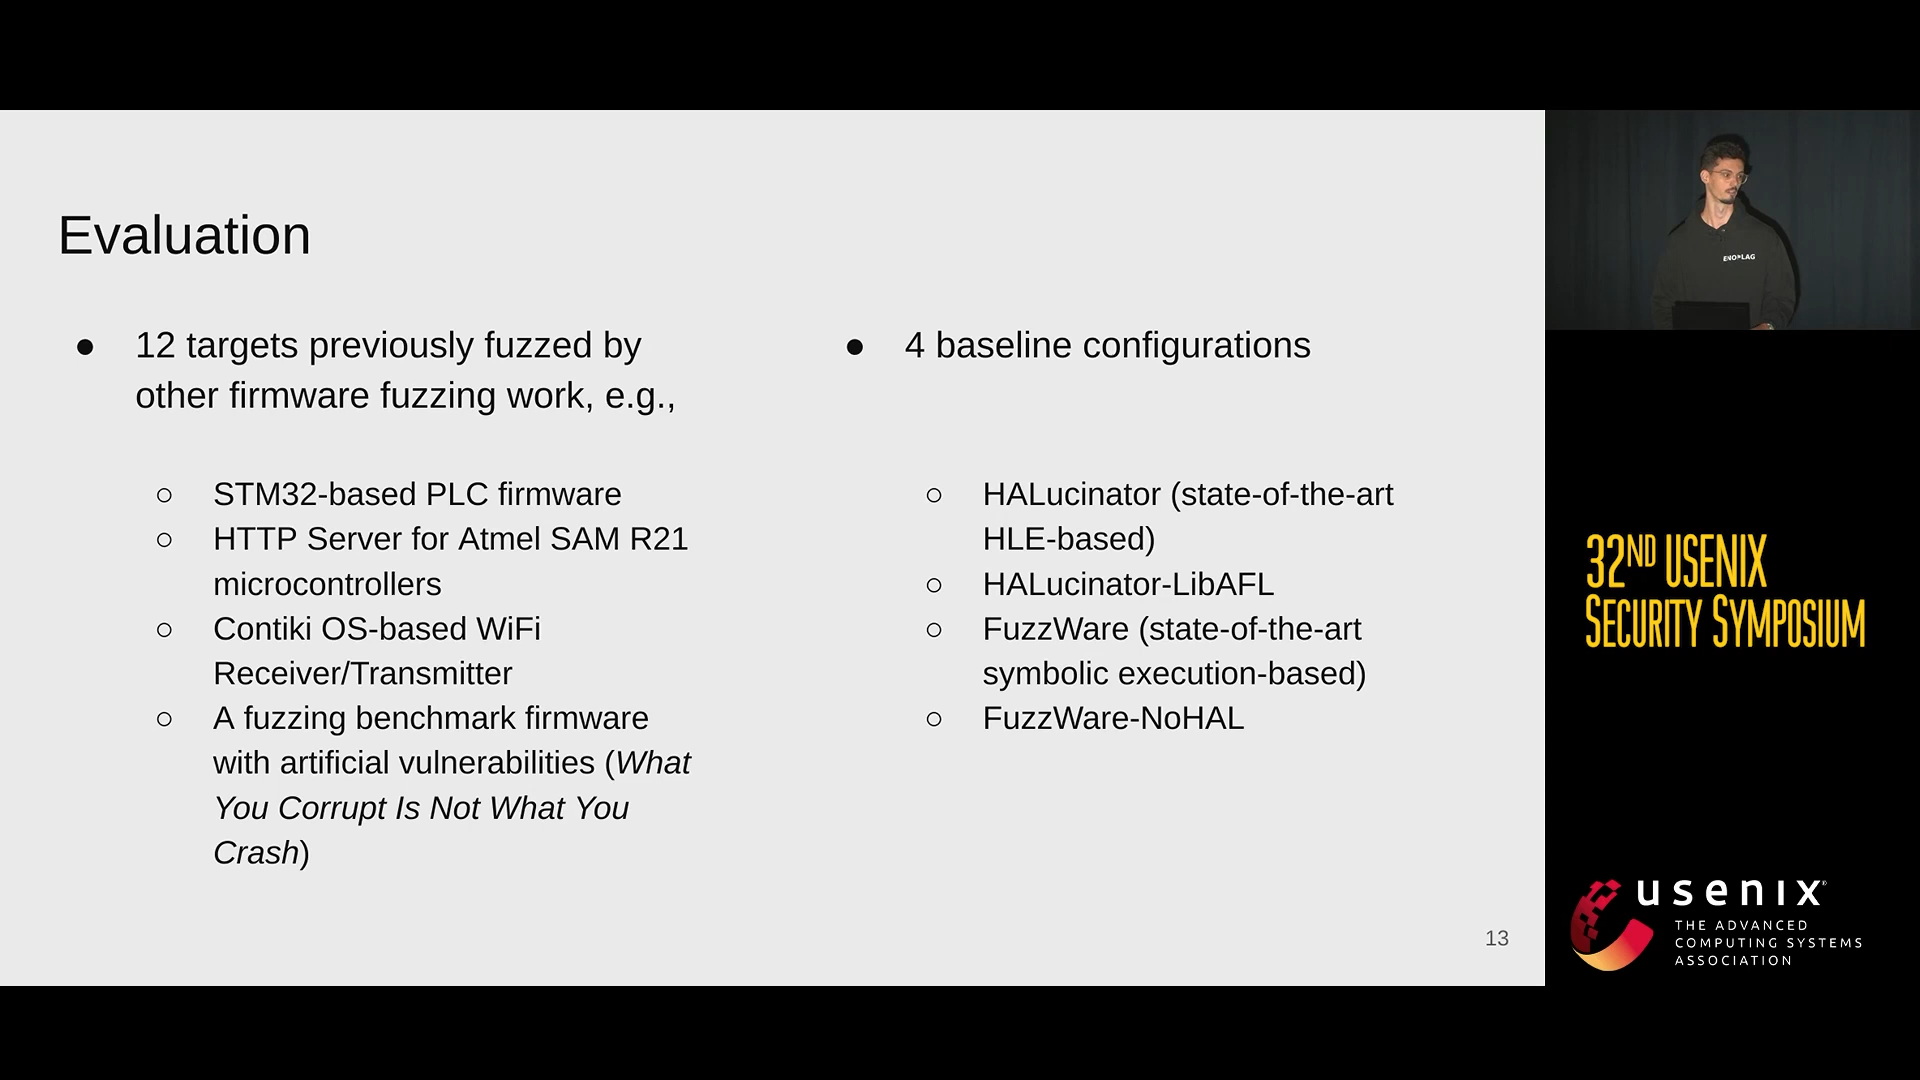 Evaluation
● 12 targets previously fuzzed by
other firmware fuzzing work, e.g.,
○ STM32-based PLC firmware
○ HTTP Server for Atmel SAM R21
microcontrollers
○ Contiki OS-based WiFi
Receiver/Transmitter
○ A fuzzing benchmark firmware
with artificial vulnerabilities (What
You Corrupt Is Not What You
Crash)
● 4 baseline configurations
○ HALucinator (state-of-the-art
HLE-based)
○ HALucinator-LibAFL
○ FuzzWare (state-of-the-art
symbolic execution-based)
○ FuzzWare-NoHAL
13
32ND USENIX
SECURITY SYMPOSIUM
usenix®
THE ADVANCED
COMPUTING SYSTEMS
ASSOCIATION